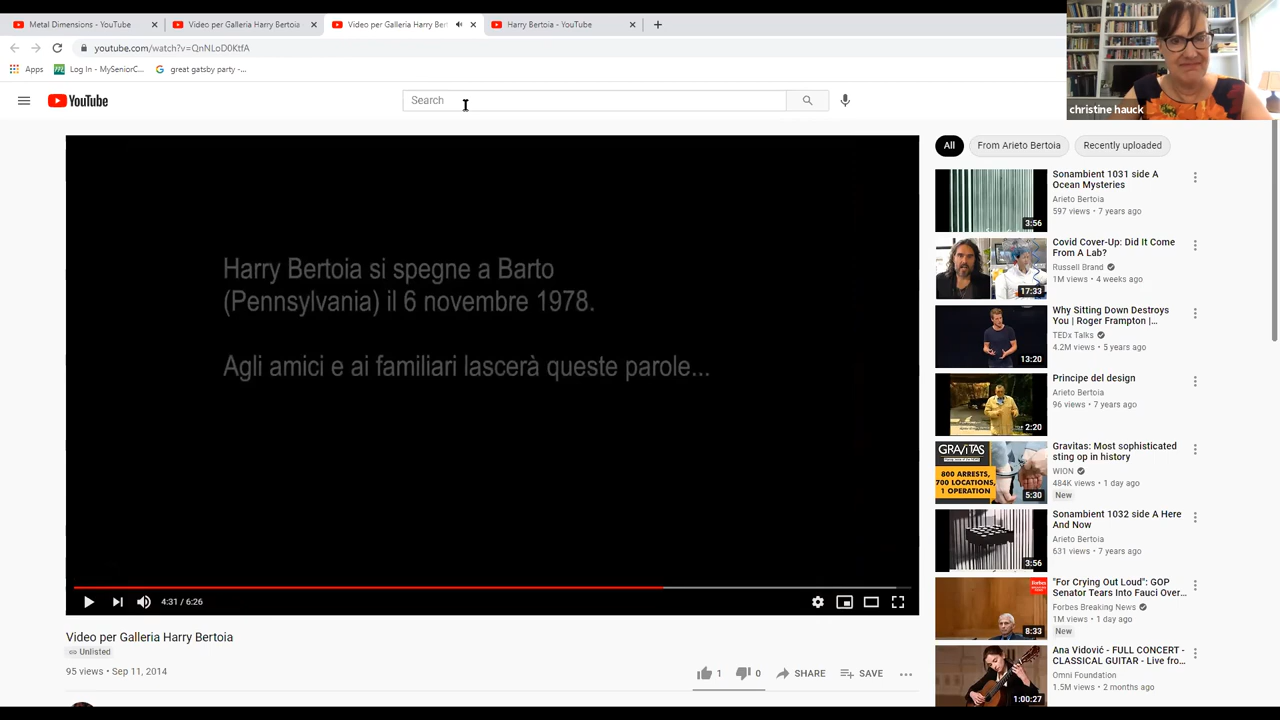 Metal Dimensions - YouTube
Video per Galleria Harry Bertoia
Video per Galleria Harry Ber
Harry Bertoia - YouTube
youtube.com/watch?v=QnNLoD0KtfA
Apps
Log In - MySeniorC...
great gatsby party -...
YouTube
Search
christine hauck
Harry Bertoia si spegne a Barto
(Pennsylvania) il 6 novembre 1978.
Agli amici e ai familiari lascerà queste parole...
4:31 / 6:26
Video per Galleria Harry Bertoia
Unlisted
95 views • Sep 11, 2014
1
0
SHARE
SAVE
All
From Arieto Bertoia
Recently uploaded
Sonambient 1031 side A
Ocean Mysteries
Arieto Bertoia
597 views • 7 years ago
3:56
Covid Cover-Up: Did It Come
From A Lab?
Russell Brand
1M views • 4 weeks ago
17:33
Why Sitting Down Destroys
You | Roger Frampton |...
TEDx Talks
4.2M views • 5 years ago
13:20
Principe del design
Arieto Bertoia
96 views • 7 years ago
2:20
Gravitas: Most sophisticated
sting op in history
WION
484K views • 1 day ago
New
GRAVITAS
800 ARRESTS,
700 LOCATIONS,
1 OPERATION
5:30
Sonambient 1032 side A Here
And Now
Arieto Bertoia
631 views • 7 years ago
3:56
"For Crying Out Loud": GOP
Senator Tears Into Fauci Over...
Forbes Breaking News
1M views • 1 day ago
New
Forbes
8:33
Ana Vidović - FULL CONCERT -
CLASSICAL GUITAR - Live fro...
Omni Foundation
1.5M views • 2 months ago
1:00:27